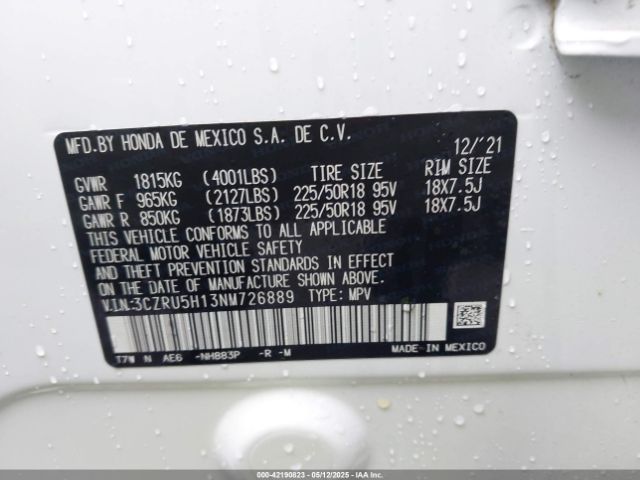 MFD.BY HONDA DE MEXICO S.A. DE C.V. 12/'21
GVWR 1815KG (4001LBS) TIRE SIZE RIM SIZE
GAWR F 965KG (2127LBS) 225/50R18 95V 18X7.5J
GAWR R 850KG (1873LBS) 225/50R18 95V 18X7.5J
THIS VEHICLE CONFORMS TO ALL APPLICABLE
FEDERAL MOTOR VEHICLE SAFETY
AND THEFT PREVENTION STANDARDS IN EFFECT
ON THE DATE OF MANUFACTURE SHOWN ABOVE.
V.I.N:3CZRU5H13NM726889 TYPE: MPV
T7W N AE6 -NH883P -R -M MADE IN MEXICO
000-42190823 - 05/12/2025 - IAAI.com